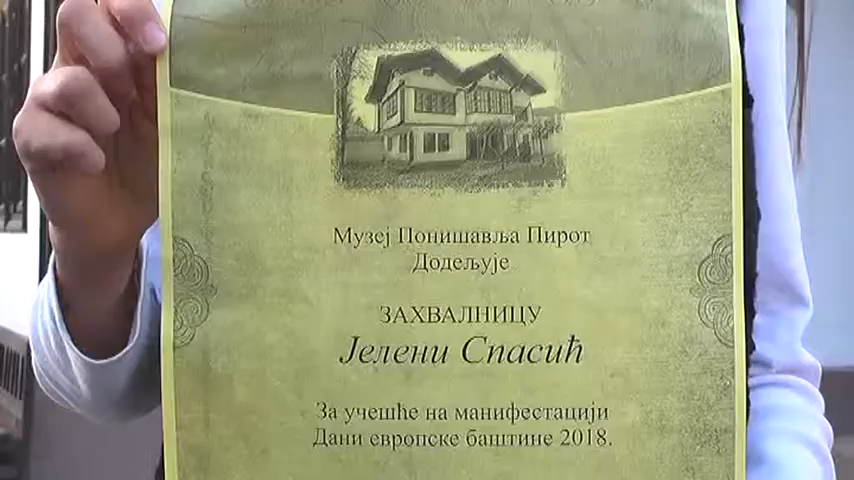 Музеј Понишавља Пирот
Додељује
ЗАХВАЛНИЦУ
Јелени Спасић
За учешће на манифестацији
Дани европске баштине 2018.